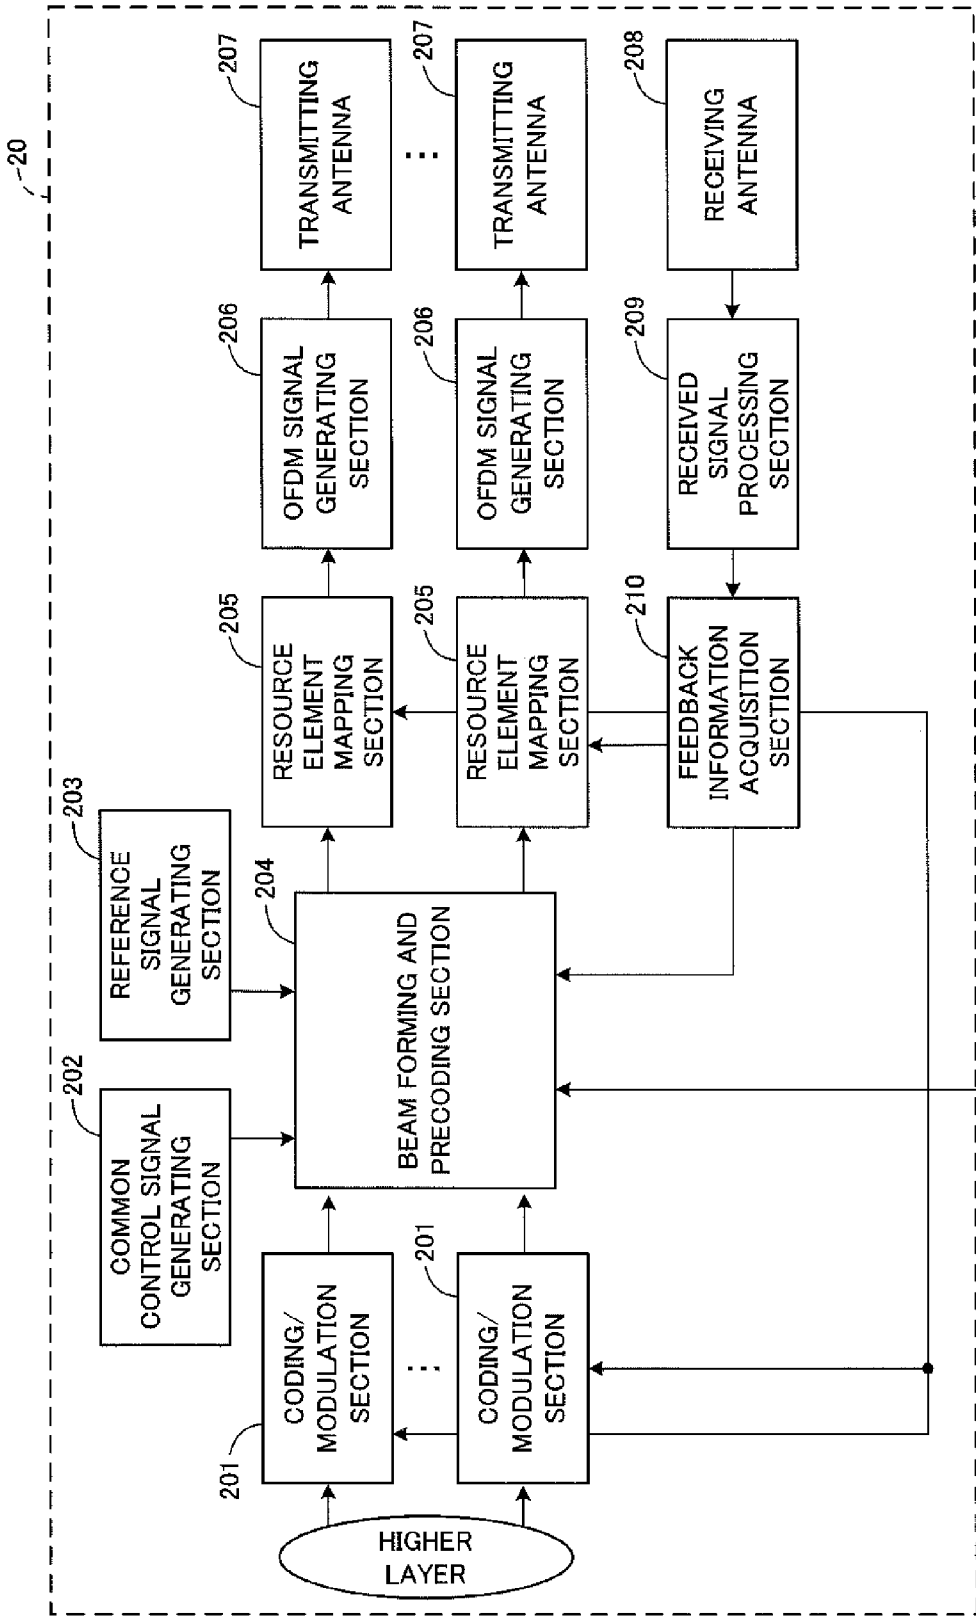 20
COMMON
CONTROL SIGNAL
GENERATING
SECTION
202
REFERENCE
SIGNAL
GENERATING
SECTION
203
HIGHER
LAYER
CODING/
MODULATION
SECTION
201
...
CODING/
MODULATION
SECTION
201
BEAM FORMING AND
PRECODING SECTION
204
RESOURCE
ELEMENT
MAPPING
SECTION
205
RESOURCE
ELEMENT
MAPPING
SECTION
205
OFDM SIGNAL
GENERATING
SECTION
206
OFDM SIGNAL
GENERATING
SECTION
206
TRANSMITTING
ANTENNA
207
...
TRANSMITTING
ANTENNA
207
FEEDBACK
INFORMATION
ACQUISITION
SECTION
210
RECEIVED
SIGNAL
PROCESSING
SECTION
209
RECEIVING
ANTENNA
208